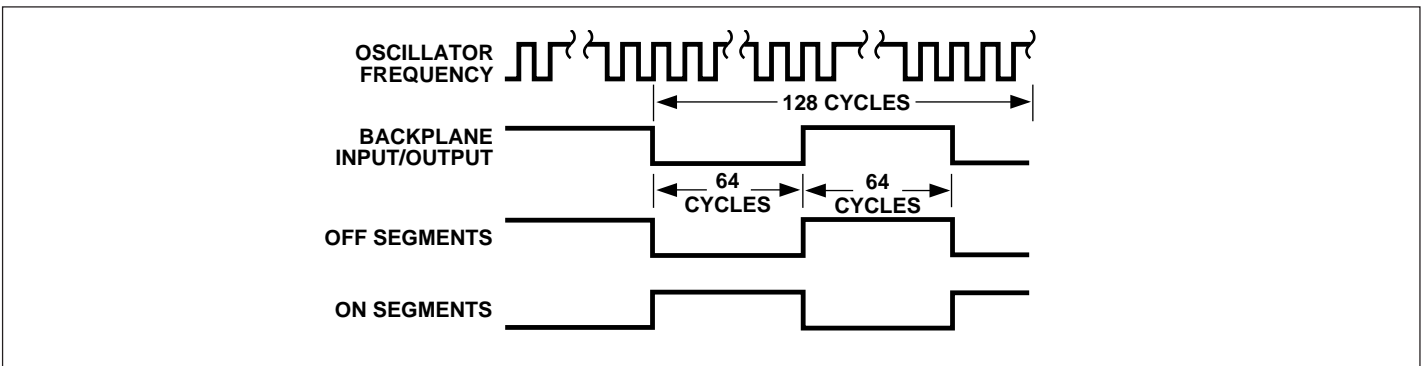 OSCILLATOR
FREQUENCY
128 CYCLES
BACKPLANE
INPUT/OUTPUT
64
CYCLES
64
CYCLES
OFF SEGMENTS
ON SEGMENTS